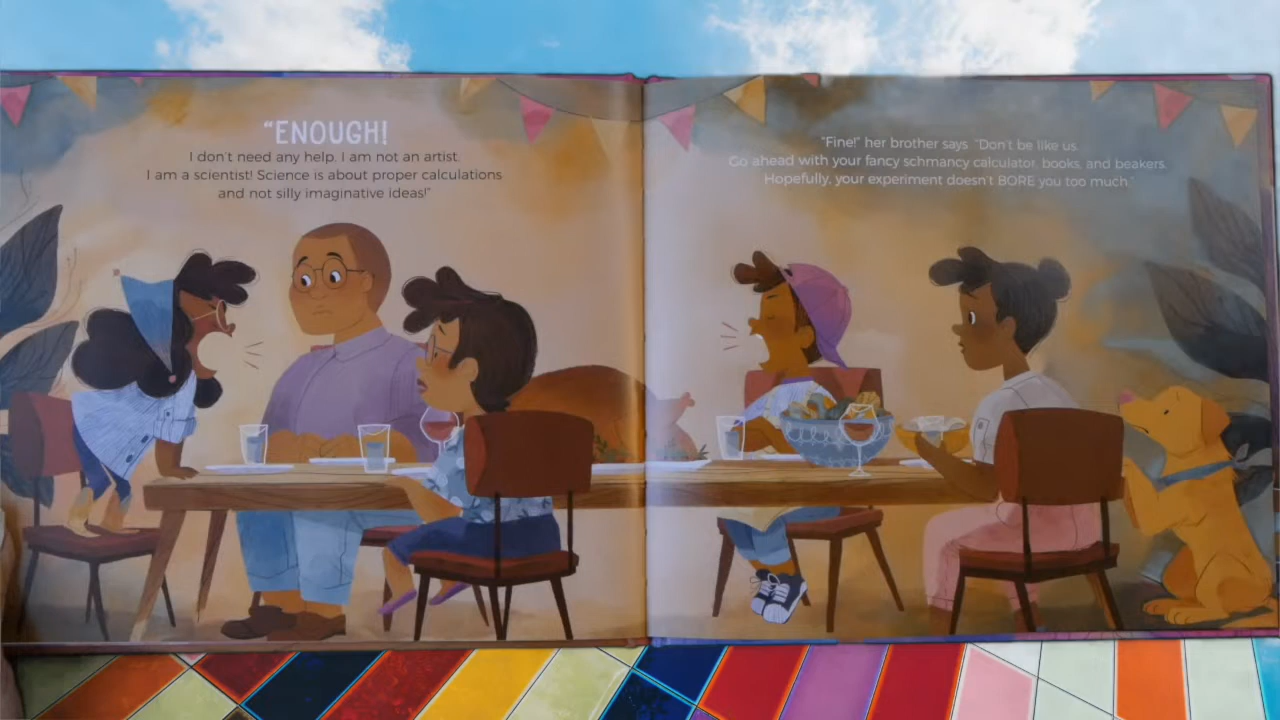 "ENOUGH!
I don't need any help. I am not an artist.
I am a scientist! Science is about proper calculations
and not silly imaginative ideas!"
"Fine!" her brother says. "Don't be like us.
Go ahead with your fancy schmancy calculator, books, and beakers.
Hopefully, your experiment doesn't BORE you too much."